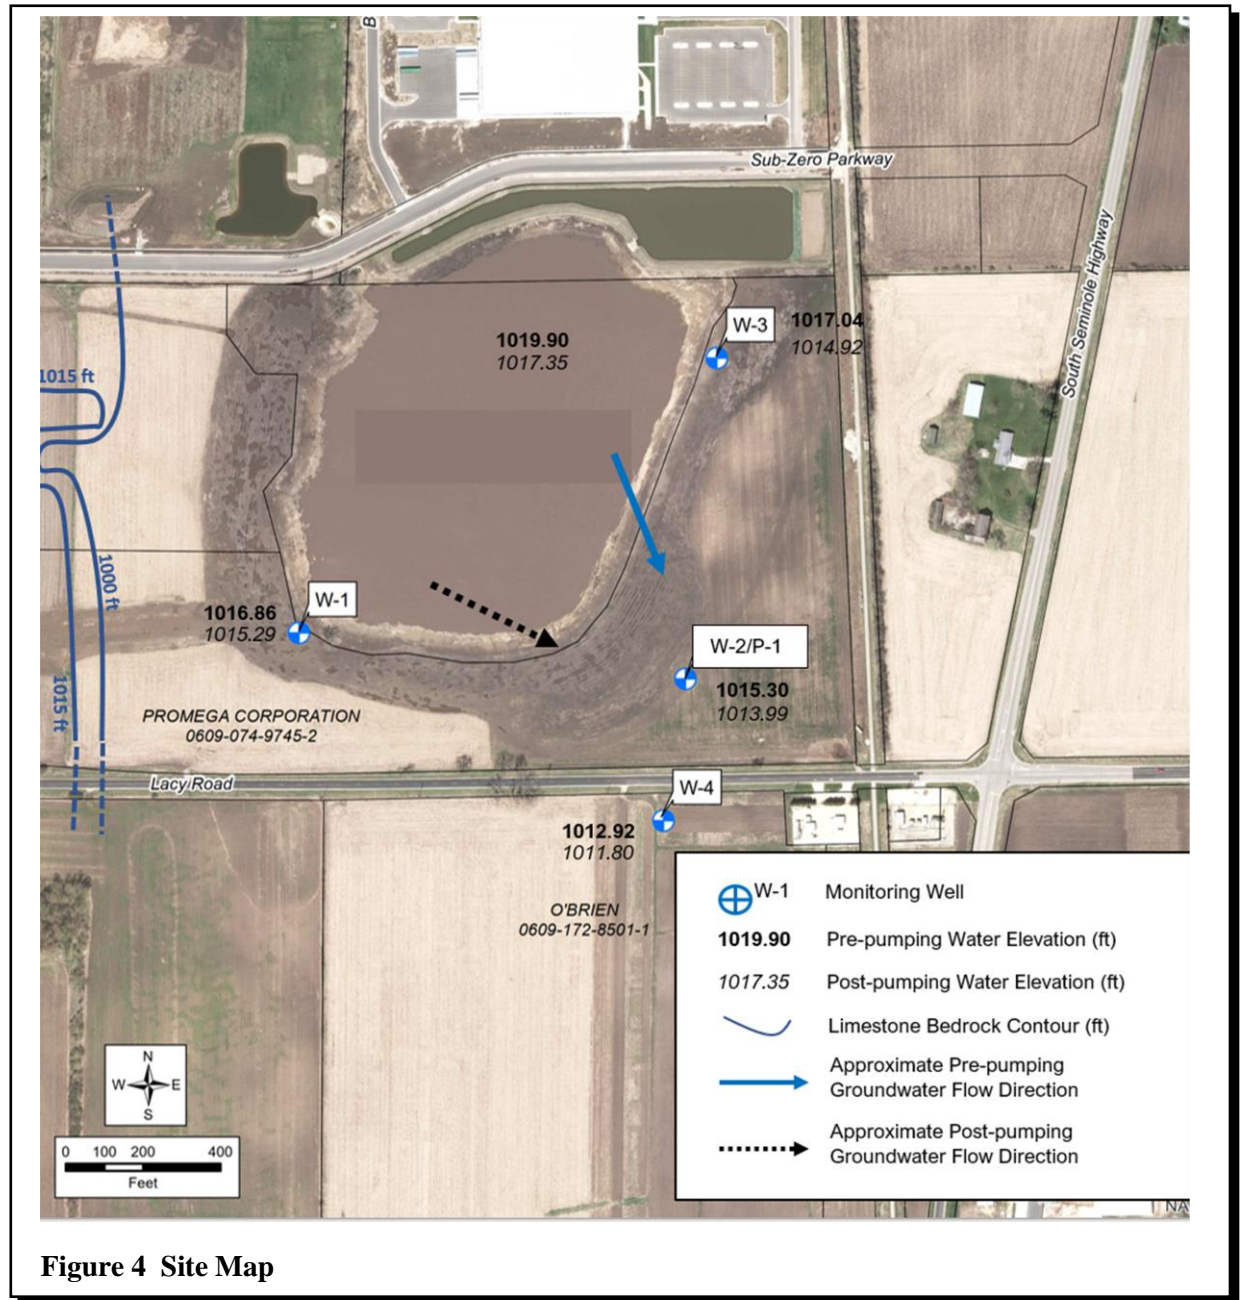 B
Sub-Zero Parkway
South Seminole Highway
W-3
1017.04
1014.92
1019.90
1017.35
1015 ft
1000 ft
W-1
1016.86
1015.29
W-2/P-1
1015.30
1013.99
1015 ft
PROMEGA CORPORATION
0609-074-9745-2
Lacy Road
W-4
1012.92
1011.80
O'BRIEN
0609-172-8501-1
W-1 Monitoring Well
1019.90 Pre-pumping Water Elevation (ft)
1017.35 Post-pumping Water Elevation (ft)
Limestone Bedrock Contour (ft)
Approximate Pre-pumping
Groundwater Flow Direction
Approximate Post-pumping
Groundwater Flow Direction
N
W E
S
0 100 200 400
Feet
NA
Figure 4 Site Map